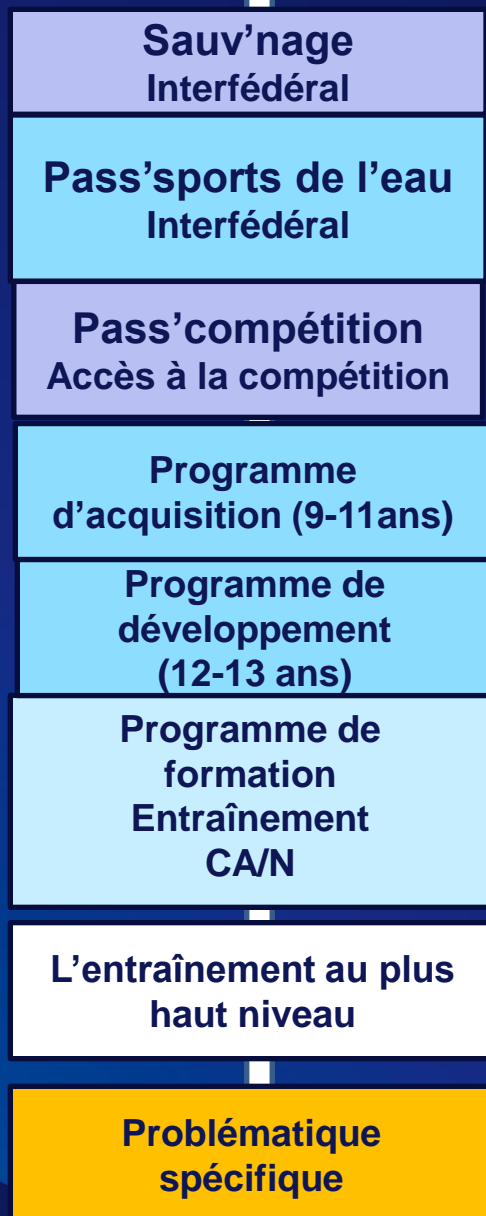 Sauv'nage
Interfédéral
Pass'sports de l'eau
Interfédéral
Pass'compétition
Accès à la compétition
Programme
d'acquisition (9-11ans)
Programme de
développement
(12-13 ans)
Programme de
formation
Entraînement
CA/N
L'entraînement au plus
haut niveau
Problématique
spécifique